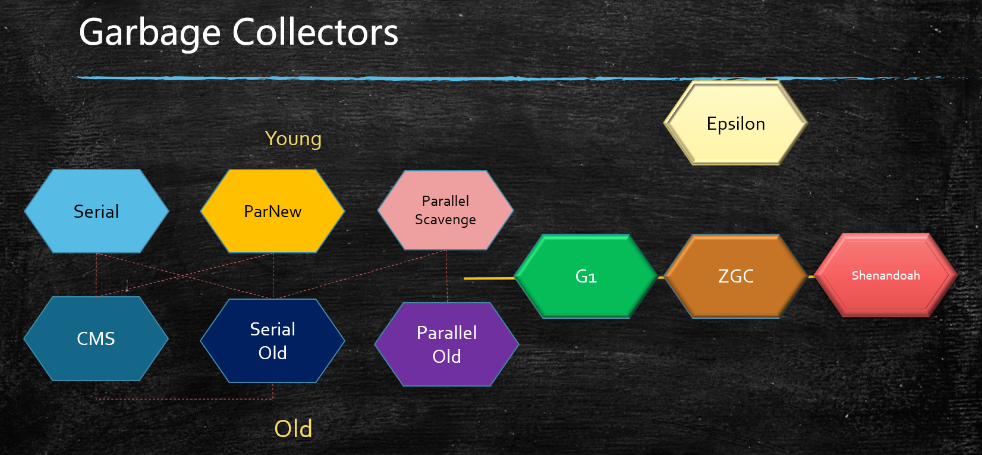 Garbage Collectors
Epsilon
Young
Serial
ParNew
Parallel
Scavenge
G1
ZGC
Shenandoah
CMS
Serial
Old
Parallel
Old
Old